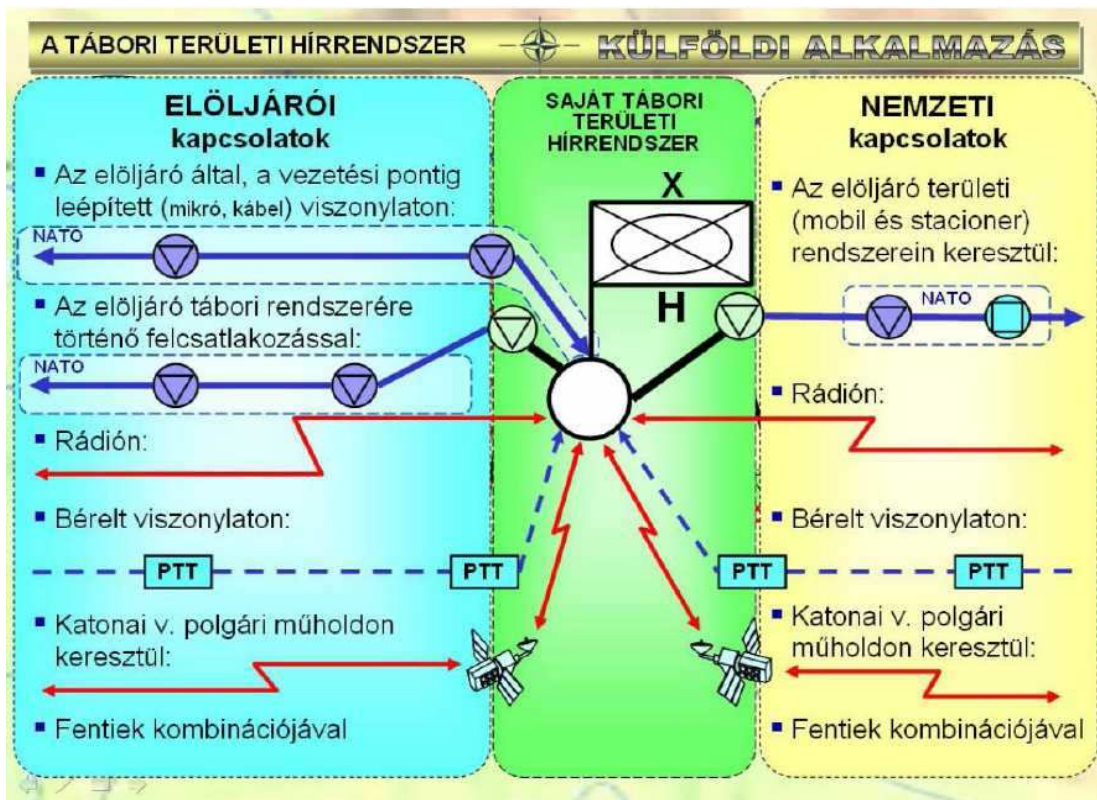 A TÁBORI TERÜLETI HÍRRENDSZER
KÜLFÖLDI ALKALMAZÁS
ELÖLJÁRÓI
kapcsolatok
▪ Az elöljáró által, a vezetési pontig
leépített (mikró, kábel) viszonylaton:
NATO
▪ Az elöljáró tábori rendszerére
történő felcsatlakozással:
NATO
▪ Rádión:
▪ Bérelt viszonylaton:
PTT
PTT
▪ Katonai v. polgári műholdon
keresztül:
▪ Fentiek kombinációjával
SAJÁT TÁBORI
TERÜLETI
HÍRRENDSZER
X
H
NEMZETI
kapcsolatok
▪ Az elöljáró területi
(mobil és stacioner)
rendszerein keresztül:
NATO
▪ Rádión:
▪ Bérelt viszonylaton:
PTT
PTT
▪ Katonai v. polgári
műholdon keresztül:
▪ Fentiek kombinációjával